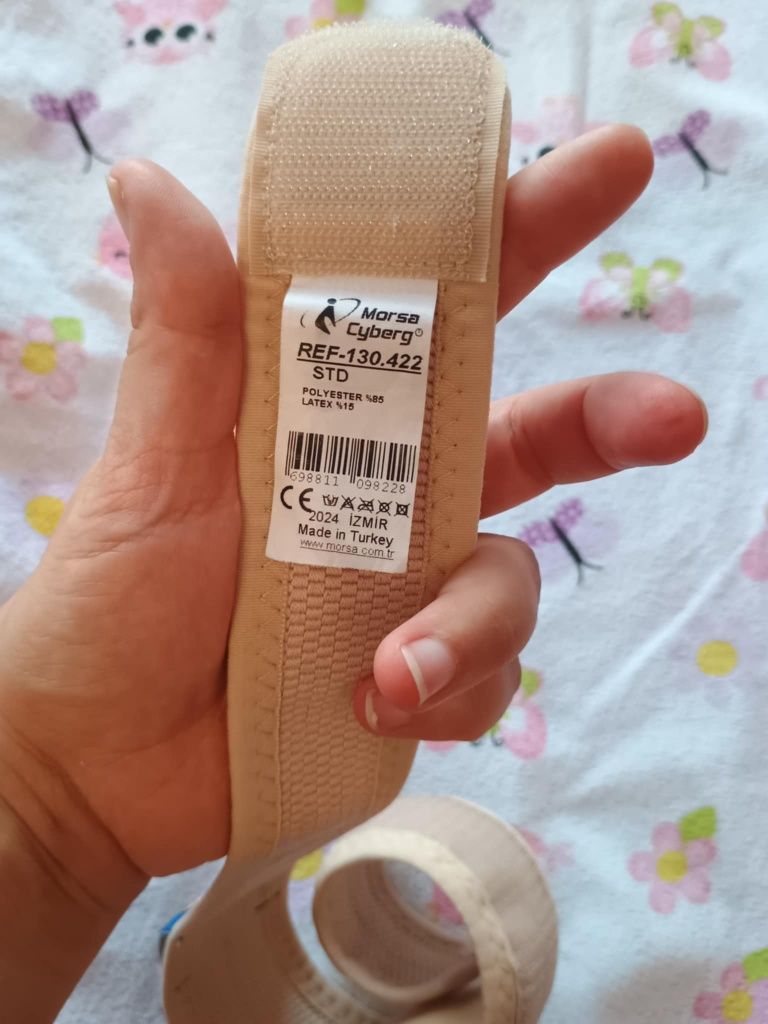 Morsa
Cyberg
REF-130.422
STD
POLYESTER %85
LATEX %15
698811 098228
CE
2024 İZMİR
Made in Turkey
www.morsa.com.tr